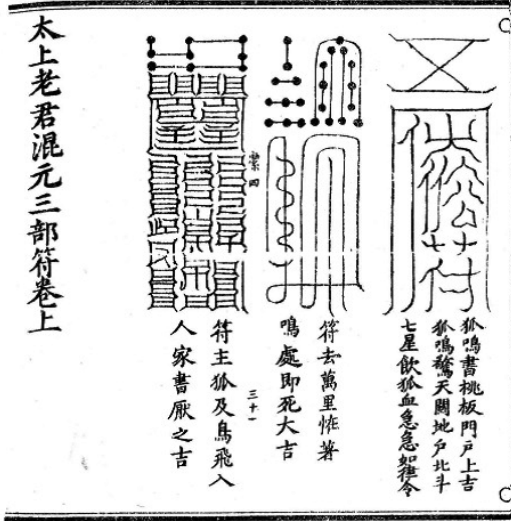 狐鳴書桃板門戶上吉
狐鳴驚天關地戶北斗
七星飲狐血急急如律令
符去萬里恠著
鳴處即死大吉
四
三十一
符主狐及鳥飛入
人家書厭之吉
太上老君混元三部符卷上